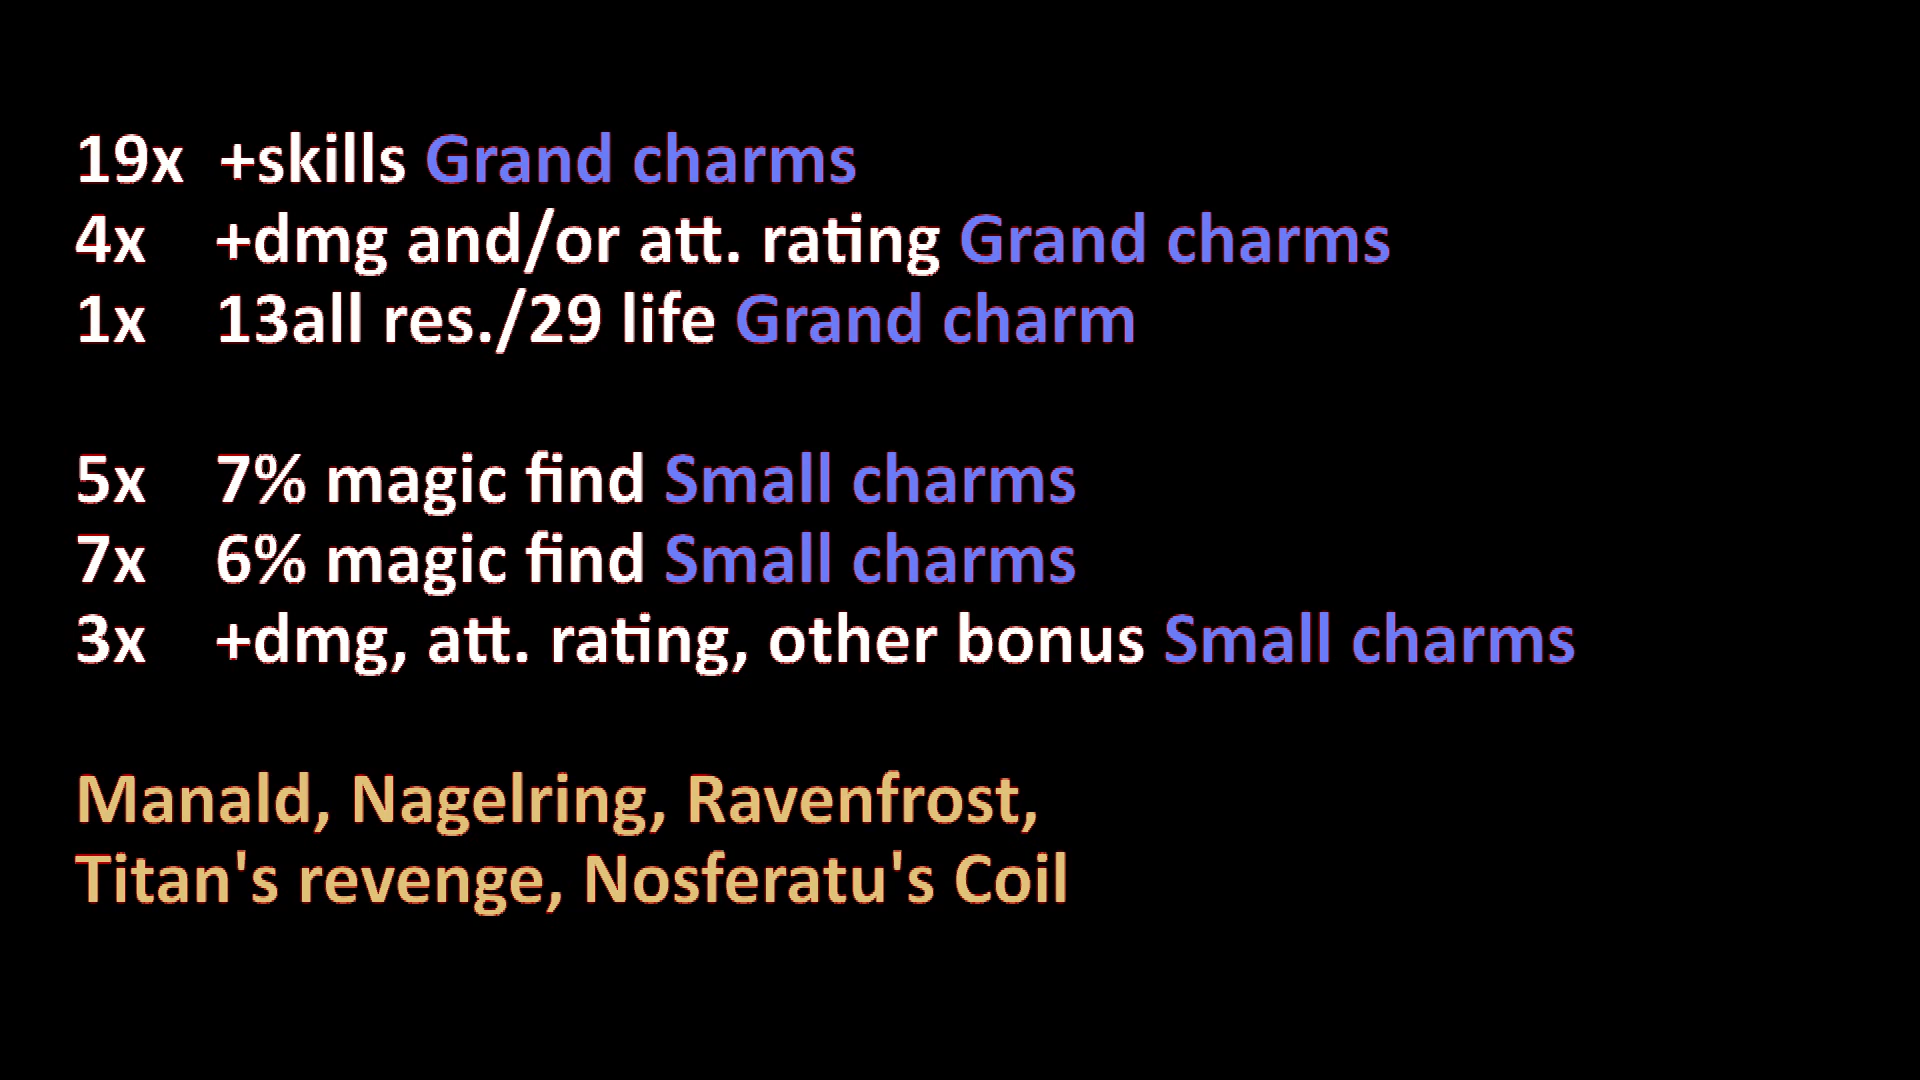 19x +skills Grand charms
4x +dmg and/or att. rating Grand charms
1x 13all res./29 life Grand charm
5x 7% magic find Small charms
7x 6% magic find Small charms
3x +dmg, att. rating, other bonus Small charms
Manald, Nagelring, Ravenfrost,
Titan's revenge, Nosferatu's Coil